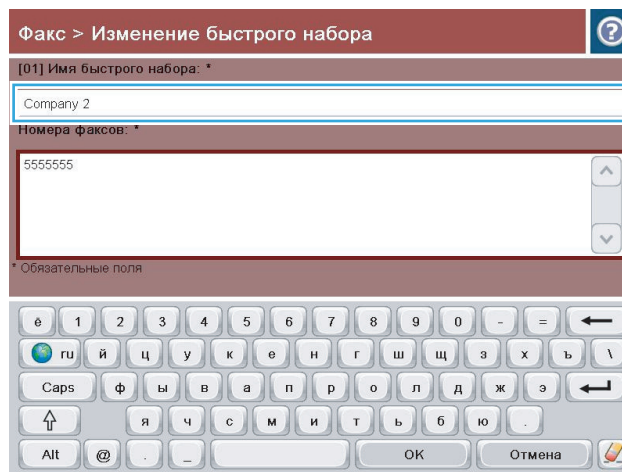 Факс > Изменение быстрого набора
?
[01] Имя быстрого набора: *
Company 2
Номера факсов: *
5555555
* Обязательные поля
ё 1 2 3 4 5 6 7 8 9 0 - =
ru й ц у к е н г ш щ з х ъ \
Caps ф ы в а п р о л д ж э
я ч с м и т ь б ю .
Alt @ . _ OK Отмена